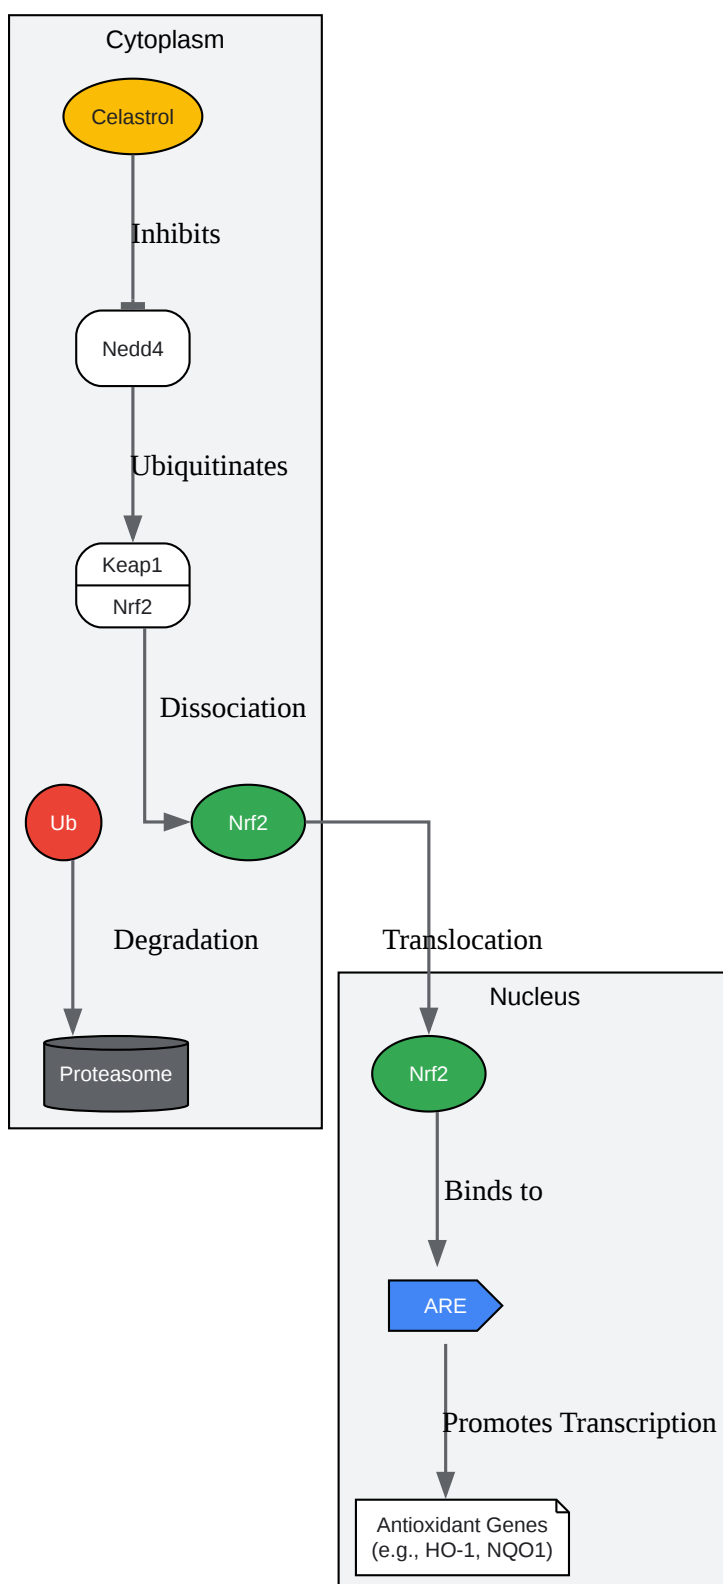 Cytoplasm
Celastrol
Inhibits
Nedd4
Ubiquitinates
Keap1
Nrf2
Dissociation
Ub
Nrf2
Degradation
Translocation
Proteasome
Nucleus
Nrf2
Binds to
ARE
Promotes Transcription
Antioxidant Genes
(e.g., HO-1, NQO1)